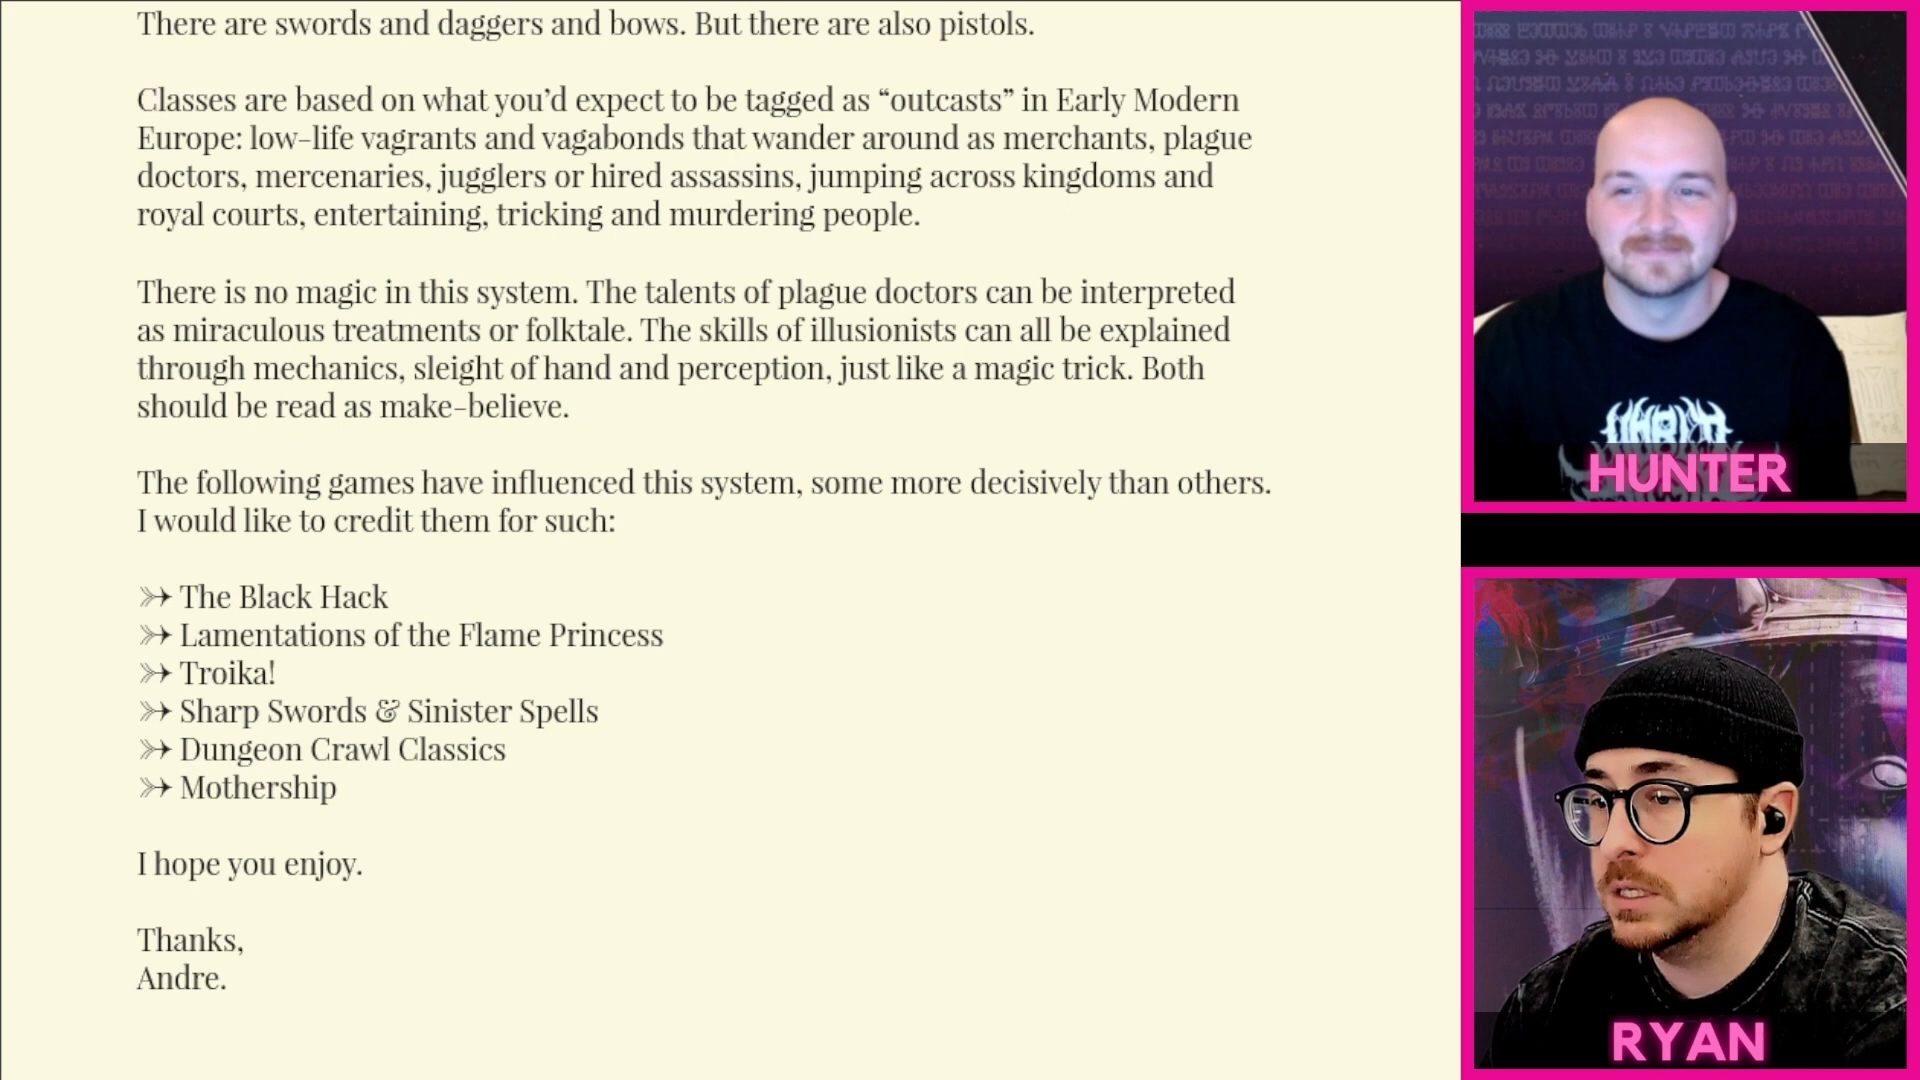 There are swords and daggers and bows. But there are also pistols.
Classes are based on what you’d expect to be tagged as “outcasts” in Early Modern
Europe: low-life vagrants and vagabonds that wander around as merchants, plague
doctors, mercenaries, jugglers or hired assassins, jumping across kingdoms and
royal courts, entertaining, tricking and murdering people.
There is no magic in this system. The talents of plague doctors can be interpreted
as miraculous treatments or folktale. The skills of illusionists can all be explained
through mechanics, sleight of hand and perception, just like a magic trick. Both
should be read as make-believe.
The following games have influenced this system, some more decisively than others.
I would like to credit them for such:
The Black Hack
Lamentations of the Flame Princess
Troika!
Sharp Swords & Sinister Spells
Dungeon Crawl Classics
Mothership
I hope you enjoy.
Thanks,
Andre.
HUNTER
RYAN